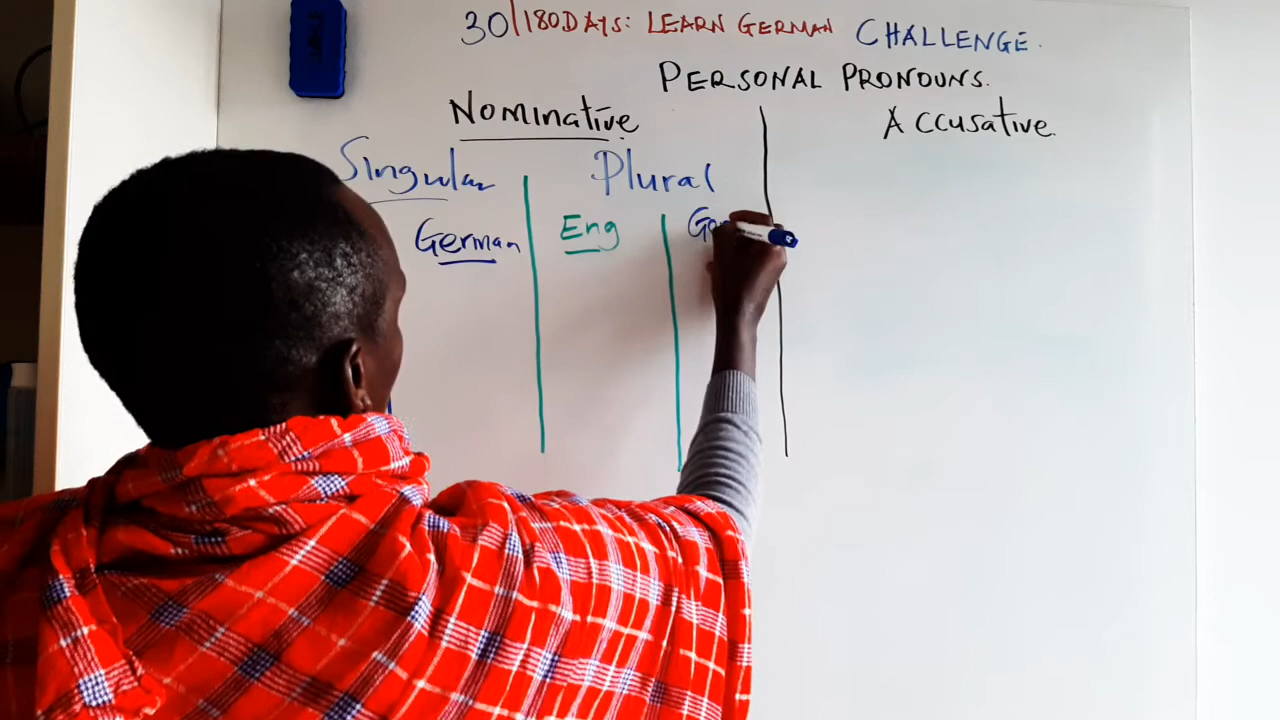 30/180DAYS: LEARN GERMAN CHALLENGE.
PERSONAL PRONOUNS.
Nominative
Accusative.
Singular
Plural
German
Eng